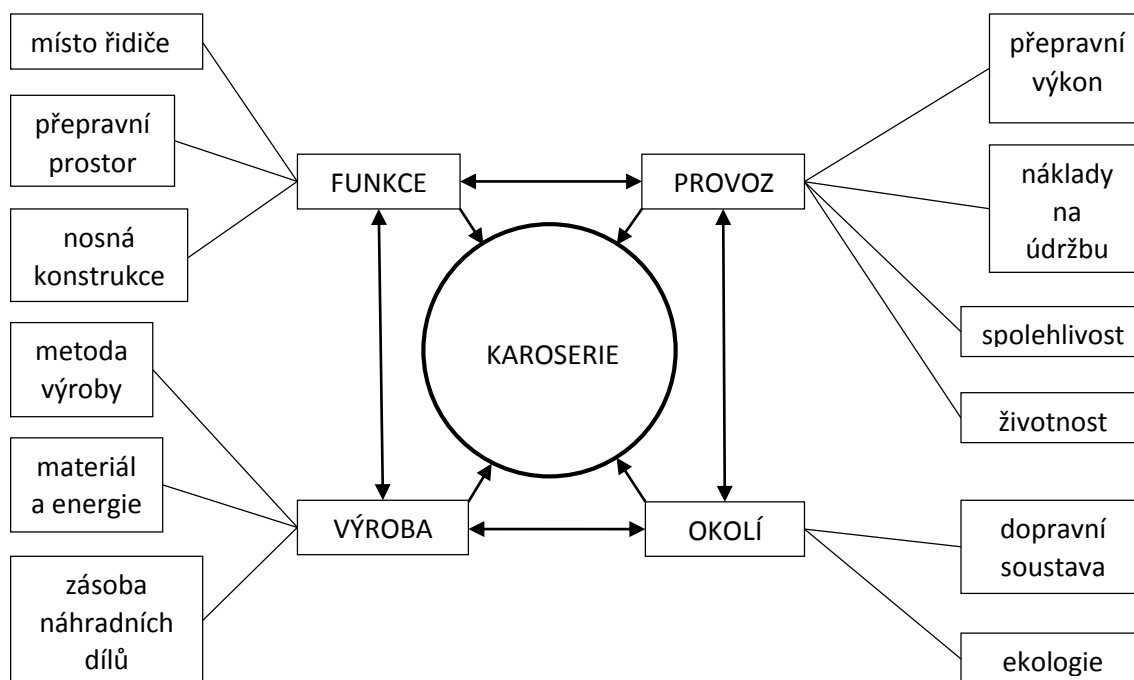 místo řidiče
přepravní
prostor
nosná
konstrukce
metoda
výroby
materiál
a energie
zásoba
náhradních
dílů
FUNKCE
PROVOZ
KAROSERIE
VÝROBA
OKOLÍ
přepravní
výkon
náklady
na
údržbu
spolehlivost
životnost
dopravní
soustava
ekologie